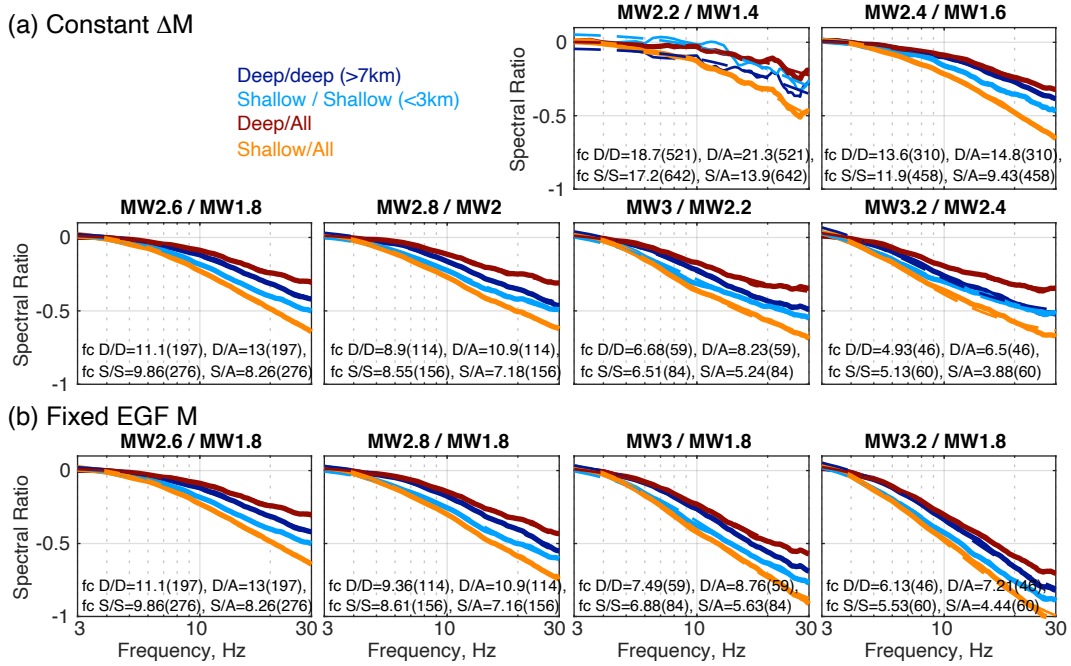 (a) Constant ΔM
Deep/deep (>7km)
Shallow / Shallow (<3km)
Deep/All
Shallow/All
MW2.2 / MW1.4
MW2.4 / MW1.6
Spectral Ratio
0
-0.5
-1
fc D/D=18.7(521), D/A=21.3(521),
fc S/S=17.2(642), S/A=13.9(642)
fc D/D=13.6(310), D/A=14.8(310),
fc S/S=11.9(458), S/A=9.43(458)
MW2.6 / MW1.8
MW2.8 / MW2
MW3 / MW2.2
MW3.2 / MW2.4
Spectral Ratio
0
-0.5
-1
fc D/D=11.1(197), D/A=13(197),
fc S/S=9.86(276), S/A=8.26(276)
fc D/D=8.9(114), D/A=10.9(114),
fc S/S=8.55(156), S/A=7.18(156)
fc D/D=6.68(59), D/A=8.23(59),
fc S/S=6.51(84), S/A=5.24(84)
fc D/D=4.93(46), D/A=6.5(46),
fc S/S=5.13(60), S/A=3.88(60)
(b) Fixed EGF M
MW2.6 / MW1.8
MW2.8 / MW1.8
MW3 / MW1.8
MW3.2 / MW1.8
Spectral Ratio
0
-0.5
-1
fc D/D=11.1(197), D/A=13(197),
fc S/S=9.86(276), S/A=8.26(276)
fc D/D=9.36(114), D/A=10.9(114),
fc S/S=8.61(156), S/A=7.16(156)
fc D/D=7.49(59), D/A=8.76(59),
fc S/S=6.88(84), S/A=5.63(84)
fc D/D=6.13(46), D/A=7.21(46),
fc S/S=5.53(60), S/A=4.44(60)
3 10 30
3 10 30
3 10 30
3 10 30
Frequency, Hz
Frequency, Hz
Frequency, Hz
Frequency, Hz